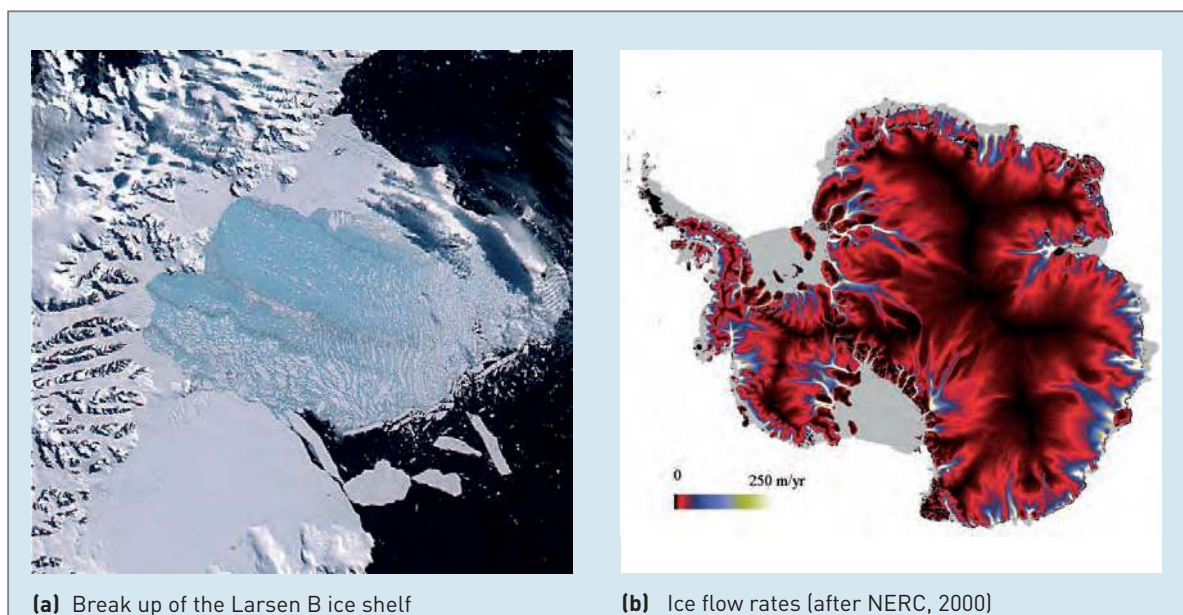 0
250 m/yr
(a) Break up of the Larsen B ice shelf
(b) Ice flow rates (after NERC, 2000)